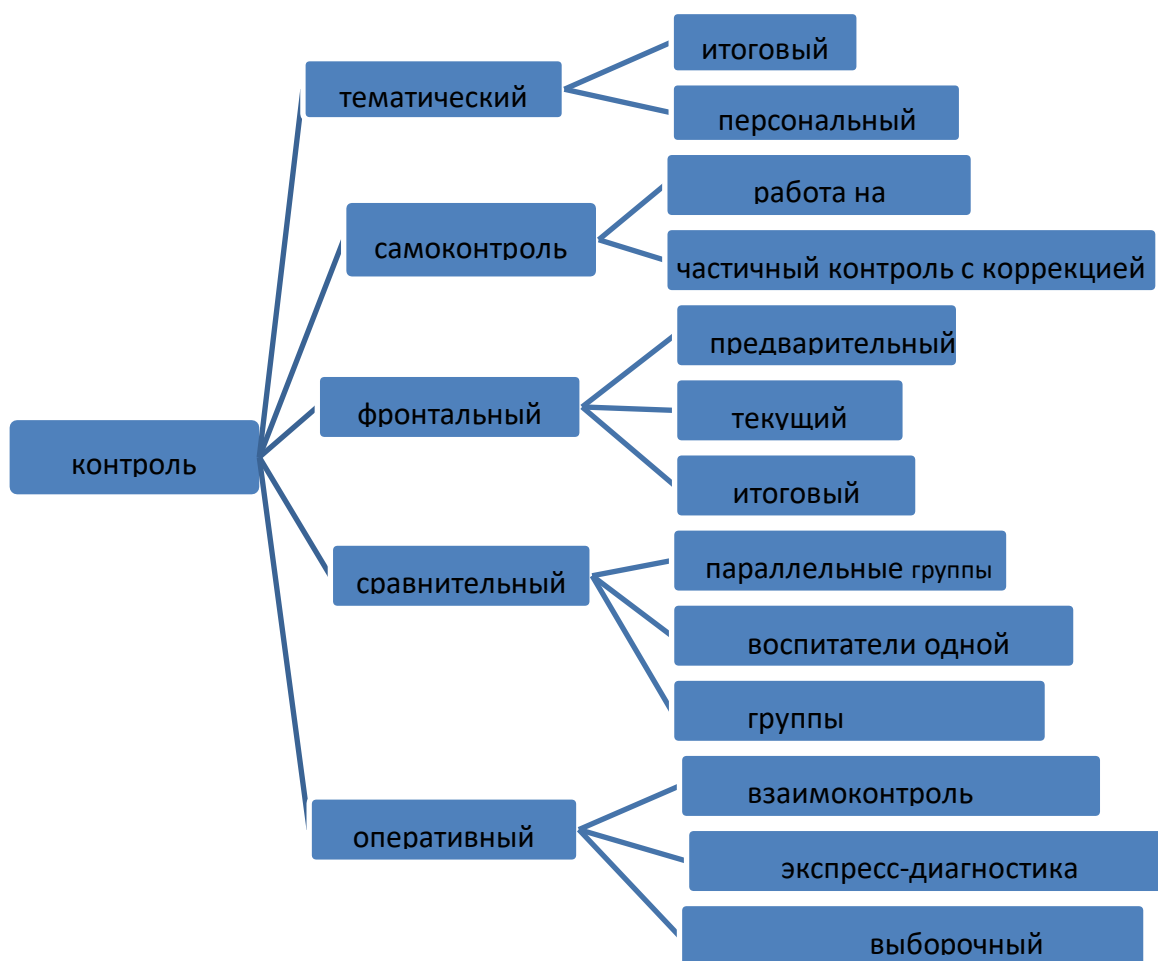 контроль
тематический
итоговый
персональный
самоконтроль
работа на
частичный контроль с коррекцией
фронтальный
предварительный
текущий
итоговый
сравнительный
параллельные группы
воспитатели одной
группы
оперативный
взаимоконтроль
экспресс-диагностика
выборочный